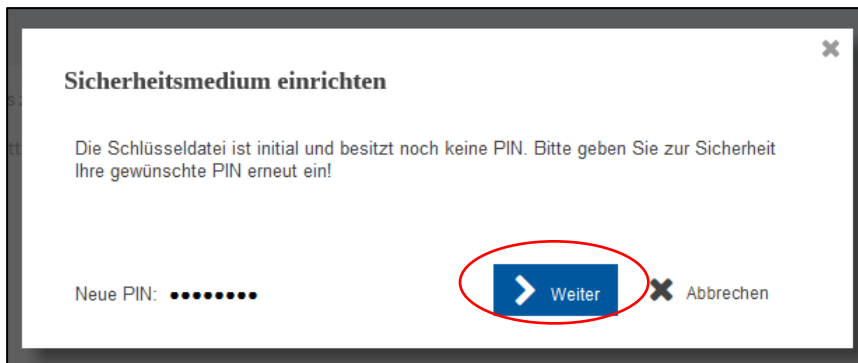 Sicherheitsmedium einrichten
Die Schlüsseldatei ist initial und besitzt noch keine PIN. Bitte geben Sie zur Sicherheit
Ihre gewünschte PIN erneut ein!
Neue PIN: ●●●●●●●● Weiter Abbrechen